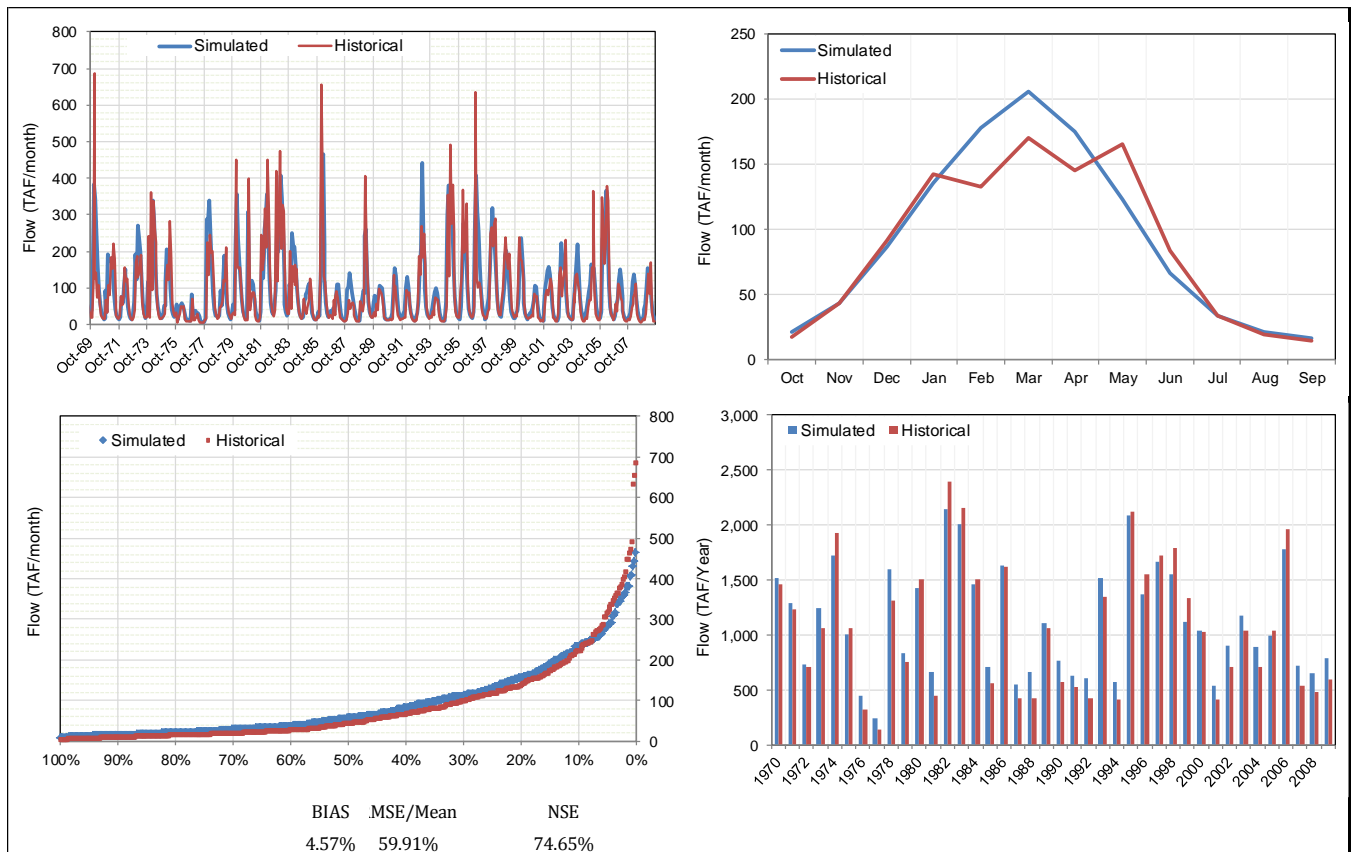 Simulated Historical
800
700
600
500
400
300
200
100
0
Flow (TAF/month)
Oct-69 Oct-71 Oct-73 Oct-75 Oct-77 Oct-79 Oct-81 Oct-83 Oct-85 Oct-87 Oct-89 Oct-91 Oct-93 Oct-95 Oct-97 Oct-99 Oct-01 Oct-03 Oct-05 Oct-07
Simulated
Historical
250
200
150
100
50
0
Flow (TAF/month)
Oct Nov Dec Jan Feb Mar Apr May Jun Jul Aug Sep
Simulated Historical
Flow (TAF/month)
800
700
600
500
400
300
200
100
0
100% 90% 80% 70% 60% 50% 40% 30% 20% 10% 0%
Simulated Historical
3,000
2,500
2,000
1,500
1,000
500
0
Flow (TAF/Year)
1970 1972 1974 1976 1978 1980 1982 1984 1986 1988 1990 1992 1994 1996 1998 2000 2002 2004 2006 2008
BIAS .MSE/Mean NSE
4.57% 59.91% 74.65%